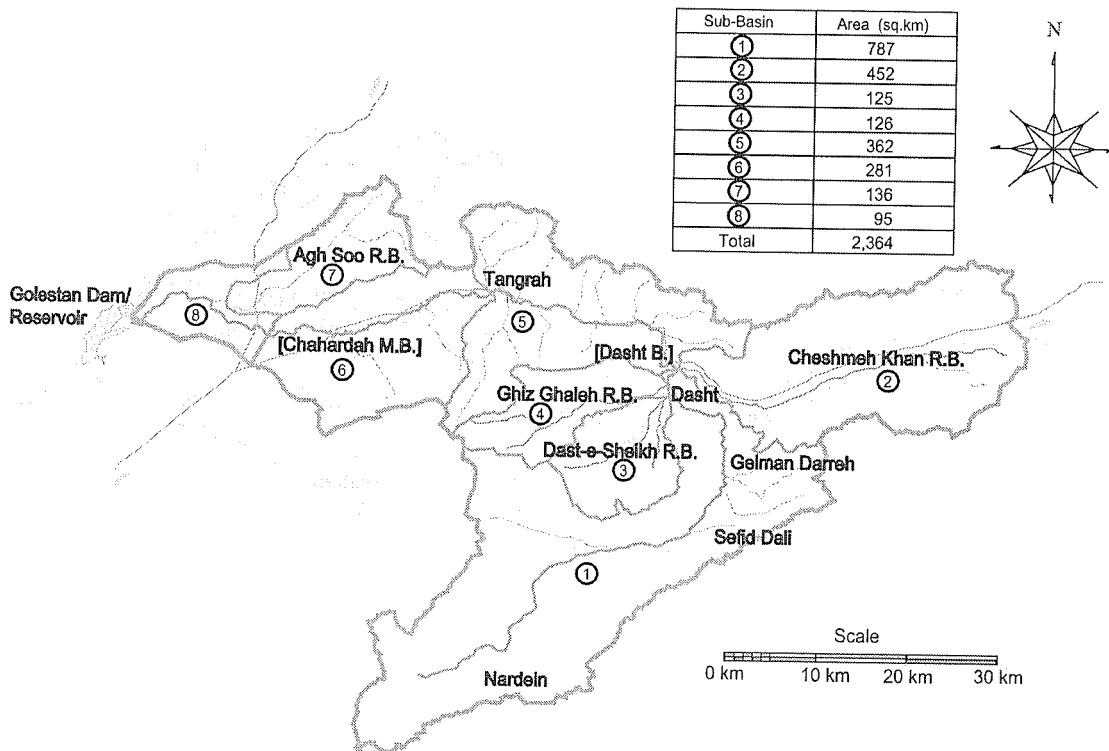 Sub-Basin Area (sq.km)
1 787
2 452
3 125
4 126
5 362
6 281
7 136
8 95
Total 2,364
N
Agh Soo R.B.
7
Golestan Dam/
Reservoir
8
Tangrah
5
[Chahardah M.B.]
6
[Dasht B.]
Cheshmeh Khan R.B.
2
Ghiz Ghaleh R.B.
4
Dasht
Dast-e-Sheikh R.B.
3
Gelman Darreh
Sefid Dali
1
Nardein
Scale
0 km 10 km 20 km 30 km